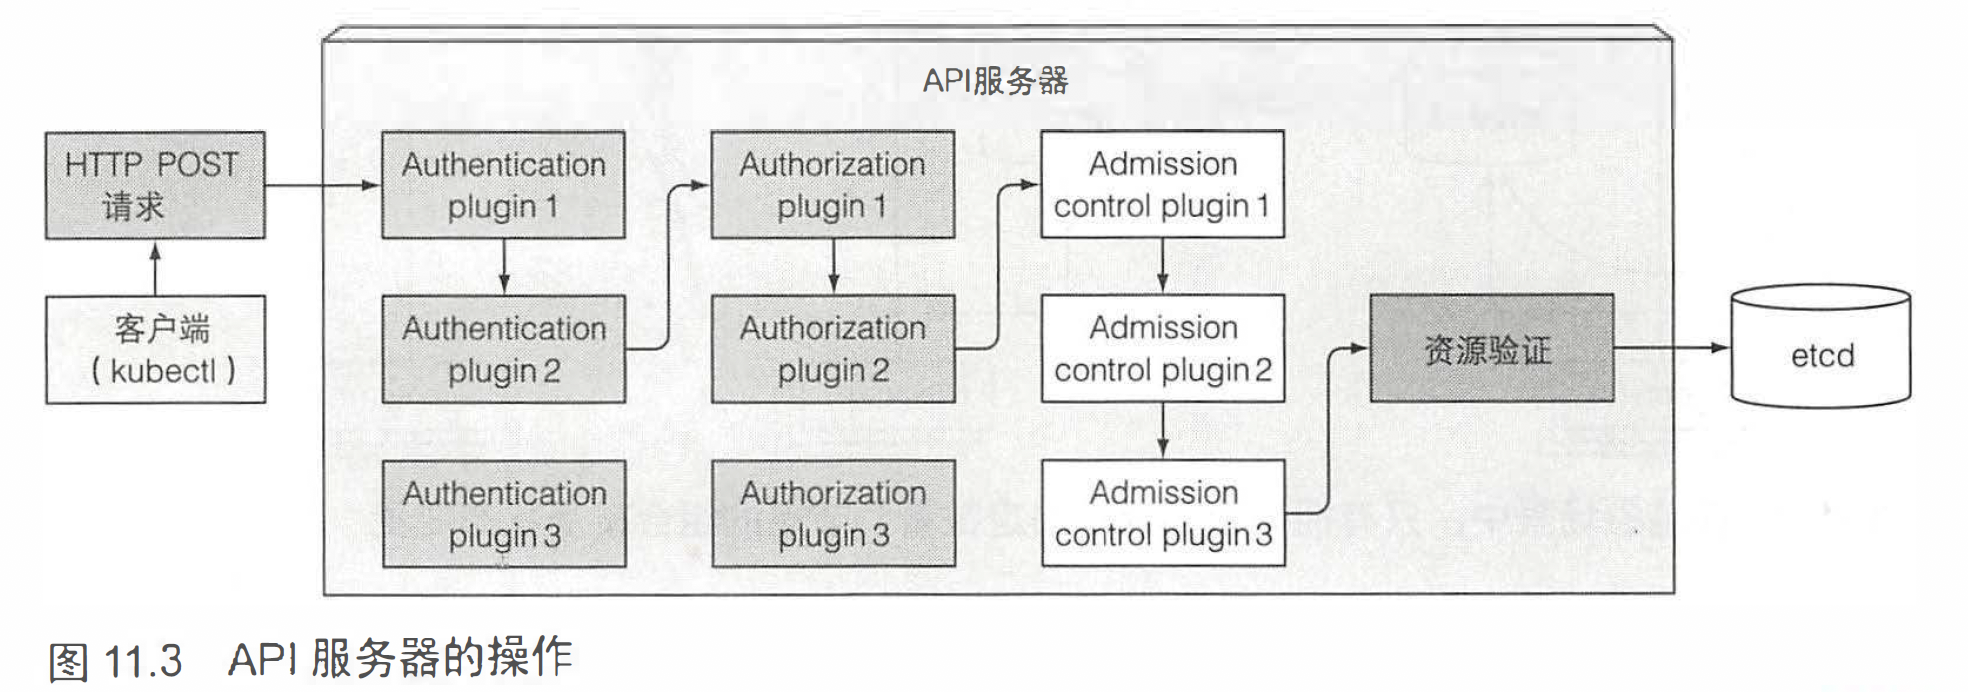 API服务器
HTTP POST
请求
客户端
(kubectl)
Authentication
plugin 1
Authentication
plugin 2
Authentication
plugin 3
Authorization
plugin 1
Authorization
plugin 2
Authorization
plugin 3
Admission
control plugin 1
Admission
control plugin 2
Admission
control plugin 3
资源验证
etcd
图 11.3 API 服务器的操作